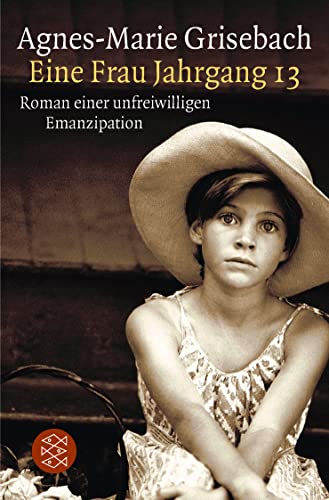 Agnes-Marie Grisebach
Eine Frau Jahrgang 13
Roman einer unfreiwilligen
Emanzipation